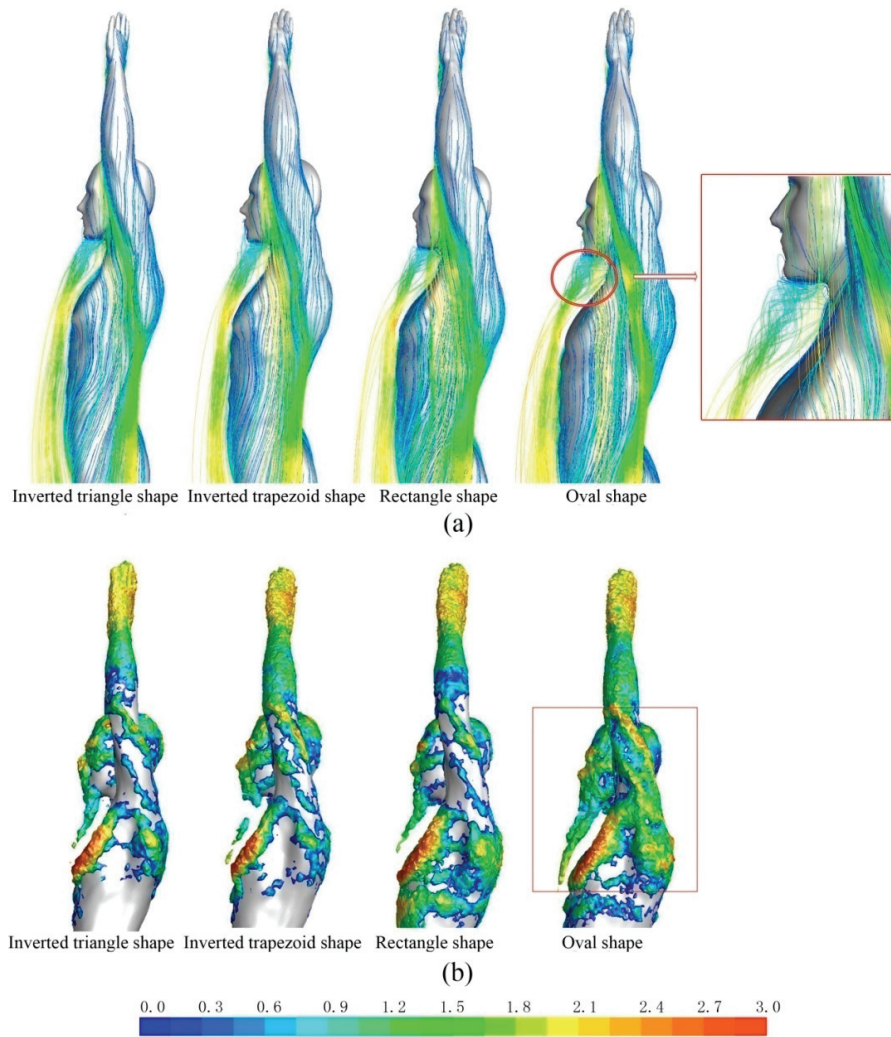 Inverted triangle shape Inverted trapezoid shape Rectangle shape Oval shape
(a)
Inverted triangle shape Inverted trapezoid shape Rectangle shape Oval shape
(b)
0.0 0.3 0.6 0.9 1.2 1.5 1.8 2.1 2.4 2.7 3.0